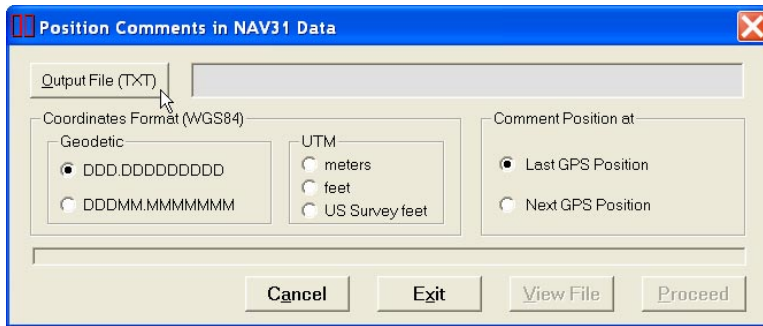 Position Comments in NAV31 Data
Output File (TXT)
Coordinates Format (WGS84)
Geodetic
DDD.DDDDDDDDD
DDDMM.MMMMMMM
UTM
meters
feet
US Survey feet
Comment Position at
Last GPS Position
Next GPS Position
Cancel
Exit
View File
Proceed